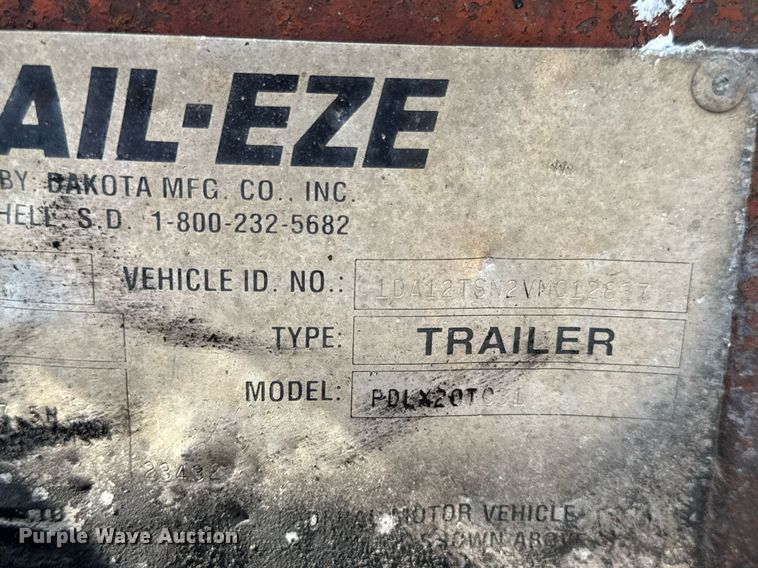 AIL-EZE
BY: DAKOTA MFG. CO., INC.
HELL, S.D. 1-800-232-5682
VEHICLE ID. NO.:
TYPE: TRAILER
MODEL:
MOTOR VEHICLE
SHOWN ABOVE
Purple Wave Auction